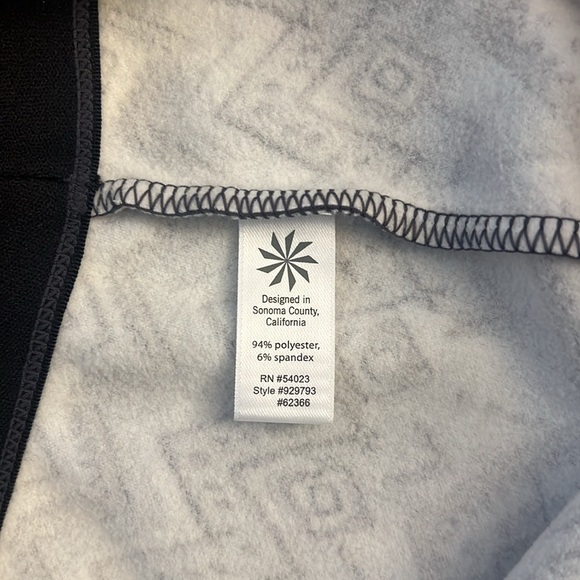 Designed in
Sonoma County,
California
94% polyester,
6% spandex
RN #54023
Style #929793
#62366